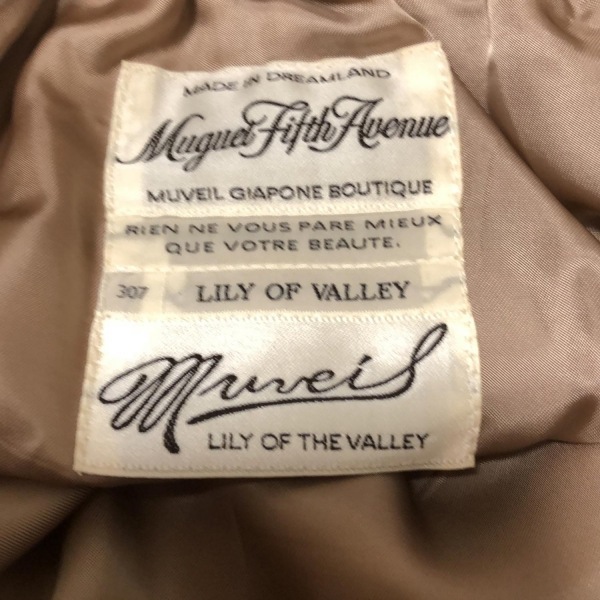 MADE IN DREAMLAND
Muguet Fifth Avenue
MUVEIL GIAPONE BOUTIQUE
RIEN NE VOUS PARE MIEUX
QUE VOTRE BEAUTE.
307 LILY OF VALLEY
Muveil
LILY OF THE VALLEY